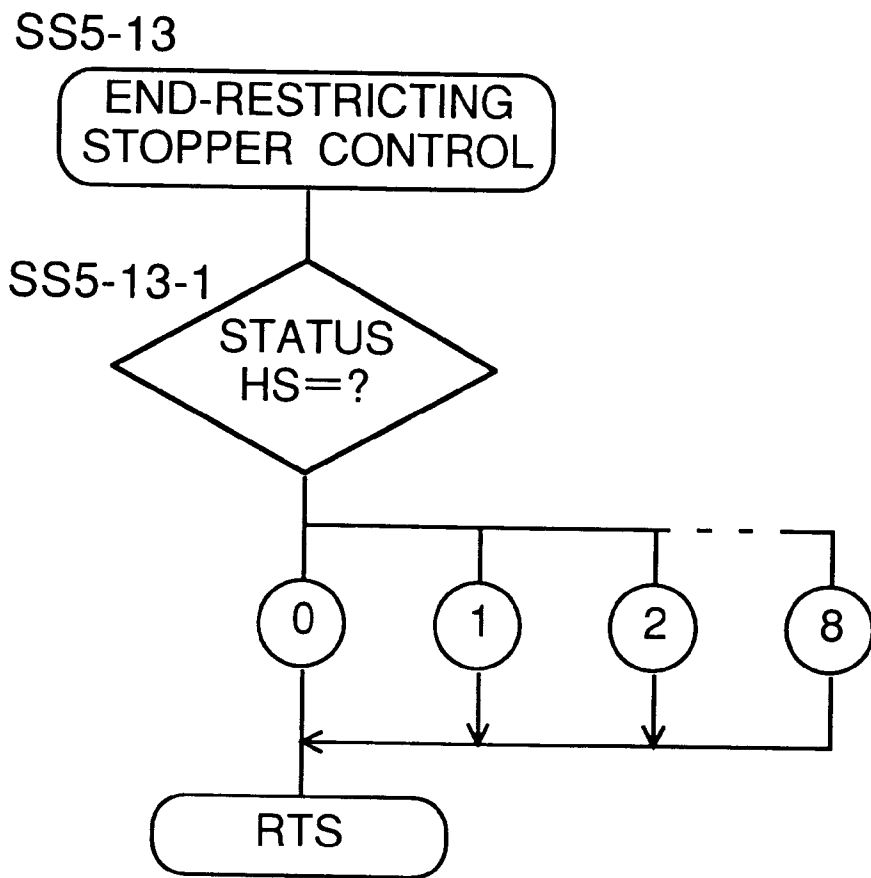 SS5-13
END-RESTRICTING
STOPPER CONTROL
SS5-13-1
STATUS
HS=?
0 1 2 8
RTS